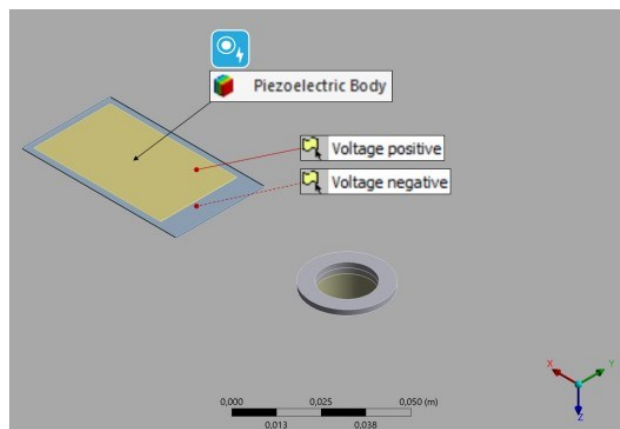 Piezoelectric Body
Voltage positive
Voltage negative
X
Y
Z
0,000
0,025
0,050 (m)
0,013
0,038